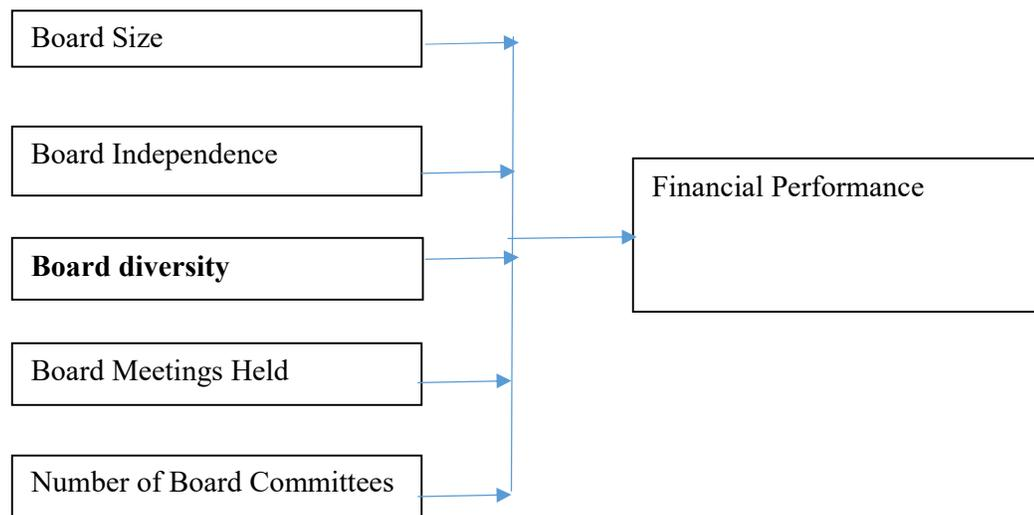 Board Size
Board Independence
Financial Performance
Board diversity
Board Meetings Held
Number of Board Committees